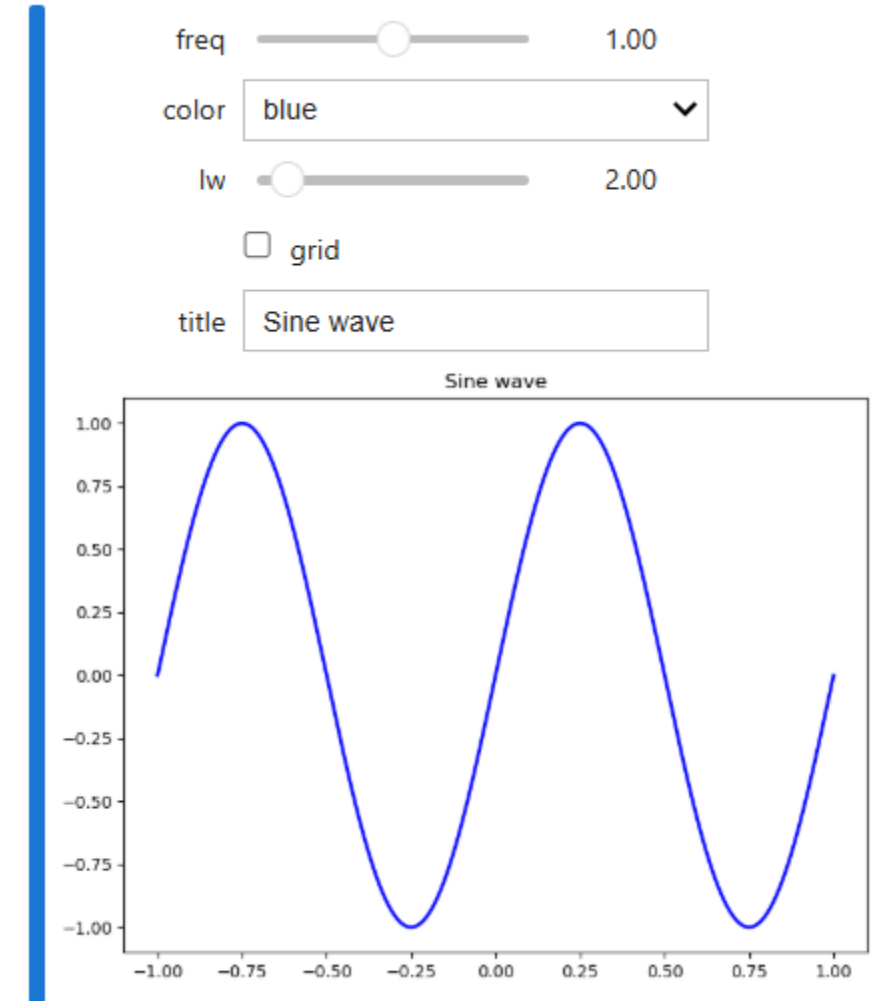 freq 1.00
color blue
lw 2.00
grid
title Sine wave
Sine wave
1.00
0.75
0.50
0.25
0.00
−0.25
−0.50
−0.75
−1.00
−1.00 −0.75 −0.50 −0.25 0.00 0.25 0.50 0.75 1.00